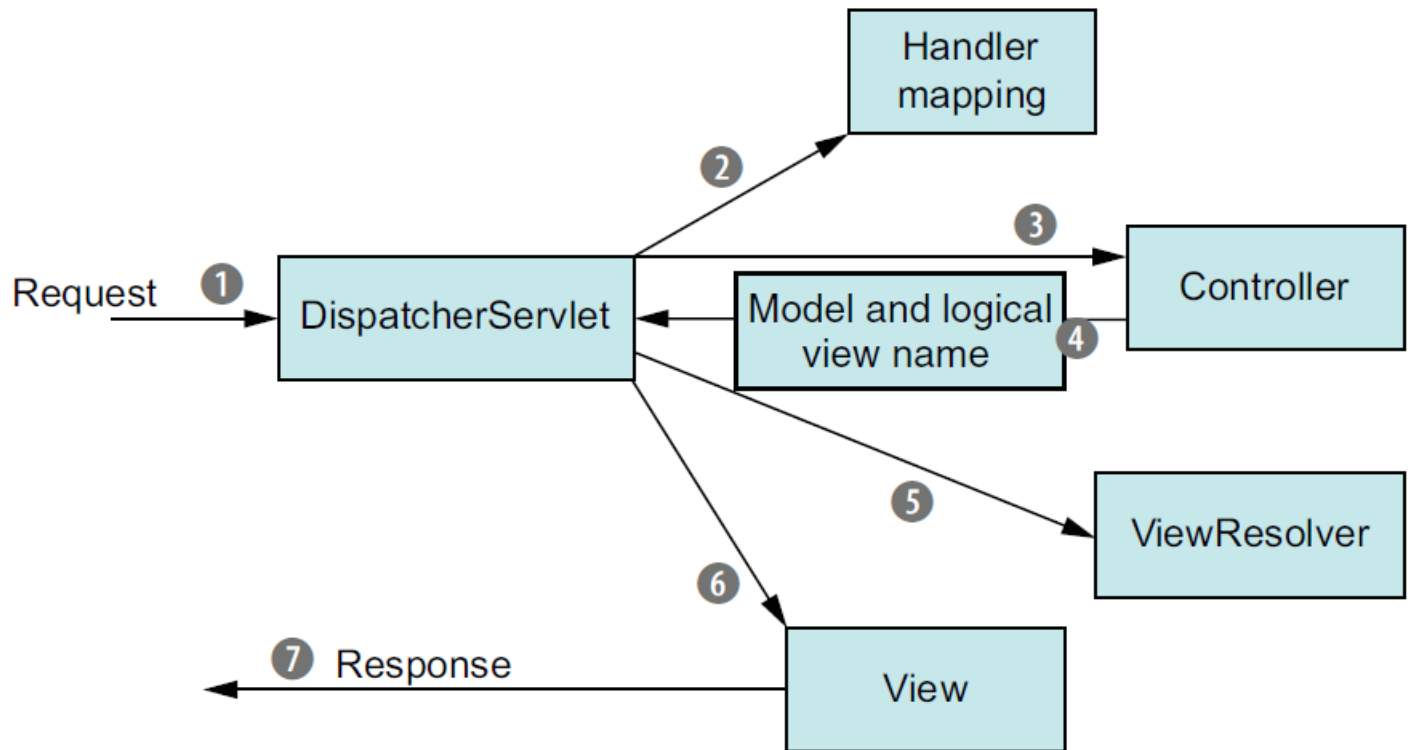 Handler
mapping
2
3
Request
1
DispatcherServlet
Model and logical
view name
4
Controller
5
ViewResolver
6
7
Response
View